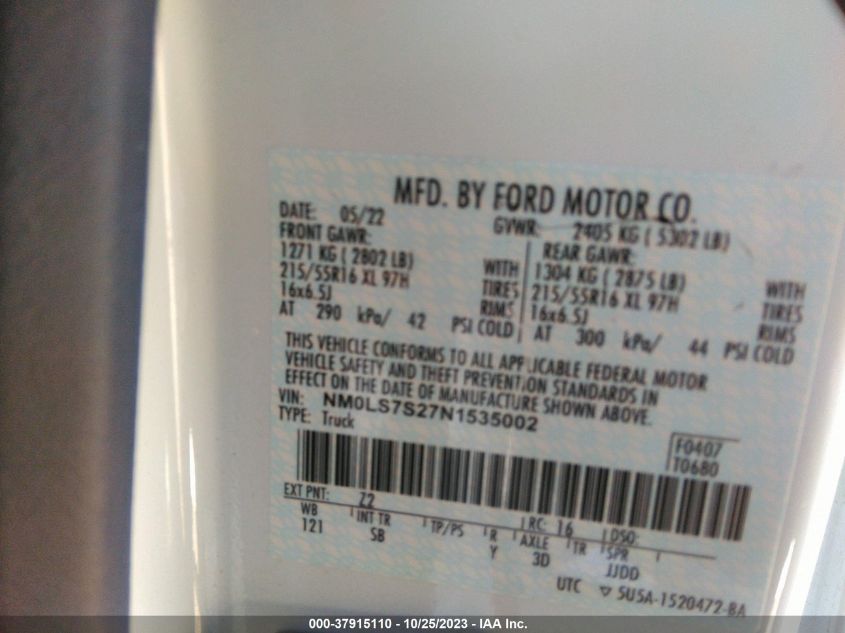 MFD. BY FORD MOTOR CO.
DATE: 05/22 GVWR: 2405 KG ( 5302 LB)
FRONT GAWR: REAR GAWR:
1271 KG ( 2802 LB) WITH 1304 KG ( 2875 LB) WITH
215/55R16 XL 97H TIRES 215/55R16 XL 97H TIRES
16x6.5J RIMS 16x6.5J RIMS
AT 290 kPa/ 42 PSI COLD AT 300 kPa/ 44 PSI COLD
THIS VEHICLE CONFORMS TO ALL APPLICABLE FEDERAL MOTOR
VEHICLE SAFETY AND THEFT PREVENTION STANDARDS IN
EFFECT ON THE DATE OF MANUFACTURE SHOWN ABOVE.
VIN: NM0LS7S27N1535002
TYPE: Truck
F0407
T0680
EXT PNT: Z2 RC: 16 DSO:
WB INT TR TP/PS R AXLE TR SPR
121 SB Y 3D JJDD
UTC ▽ 5U5A-1520472-BA
000-37915110 - 10/25/2023 - IAA Inc.